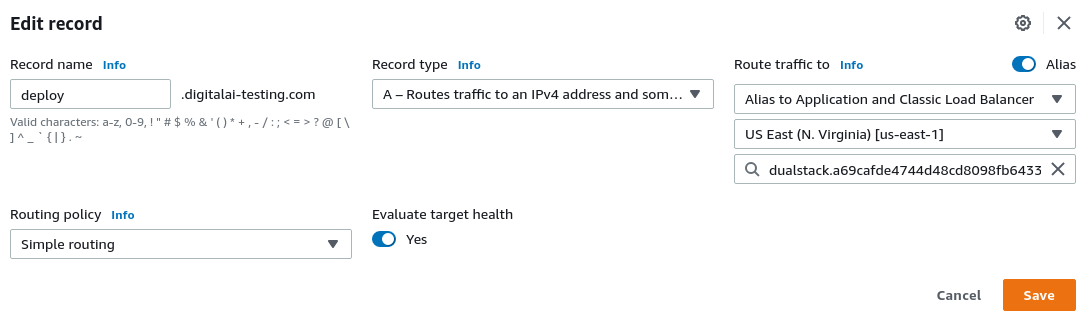 Edit record
Record name Info
deploy .digitalai-testing.com
Valid characters: a-z, 0-9, ! " # $ % & ' ( ) * + , - / : ; < = > ? @ [ \
] ^ _ ` { | } . ~
Record type Info
A – Routes traffic to an IPv4 address and som…
Route traffic to Info
Alias
Alias to Application and Classic Load Balancer
US East (N. Virginia) [us-east-1]
dualstack.a69cafde4744d48cd8098fb6433
Routing policy Info
Simple routing
Evaluate target health
Yes
Cancel
Save